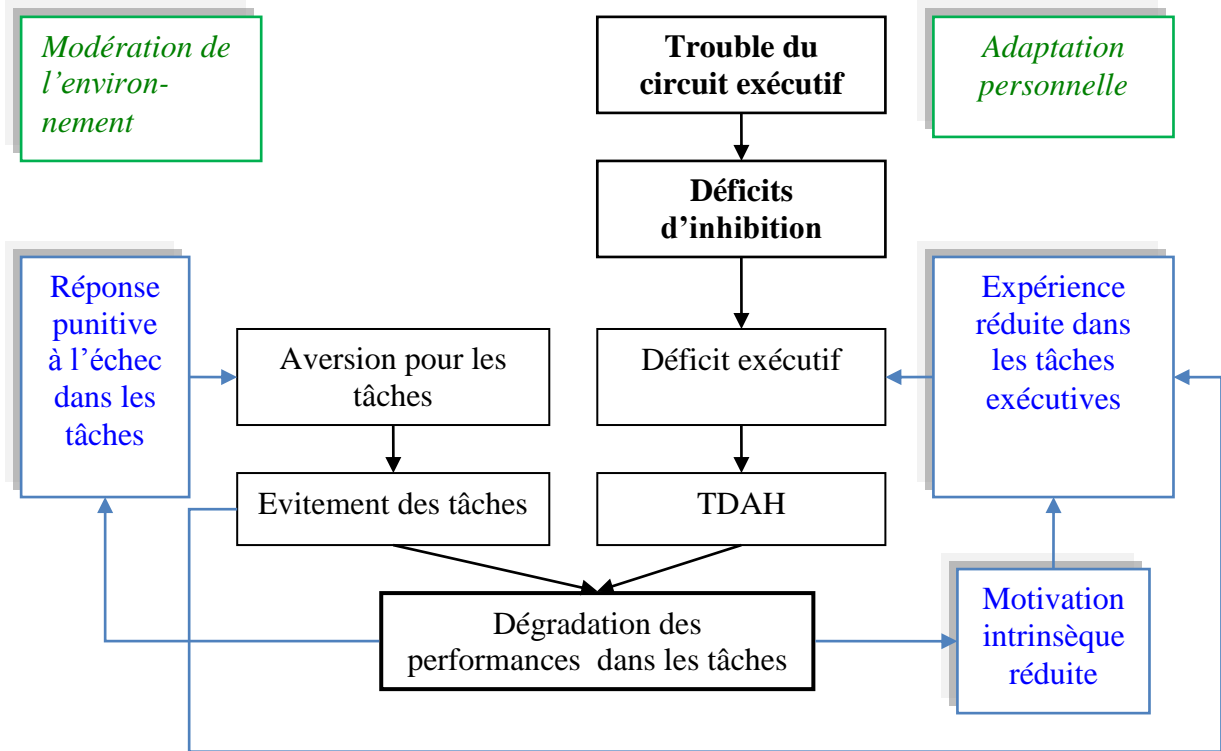 Modération de
l’environ-
nement
Trouble du
circuit exécutif
Adaptation
personnelle
Déficits
d’inhibition
Réponse
punitive
à l’échec
dans les
tâches
Aversion pour les
tâches
Déficit exécutif
Expérience
réduite dans
les tâches
exécutives
Evitement des tâches
TDAH
Dégradation des
performances dans les tâches
Motivation
intrinsèque
réduite